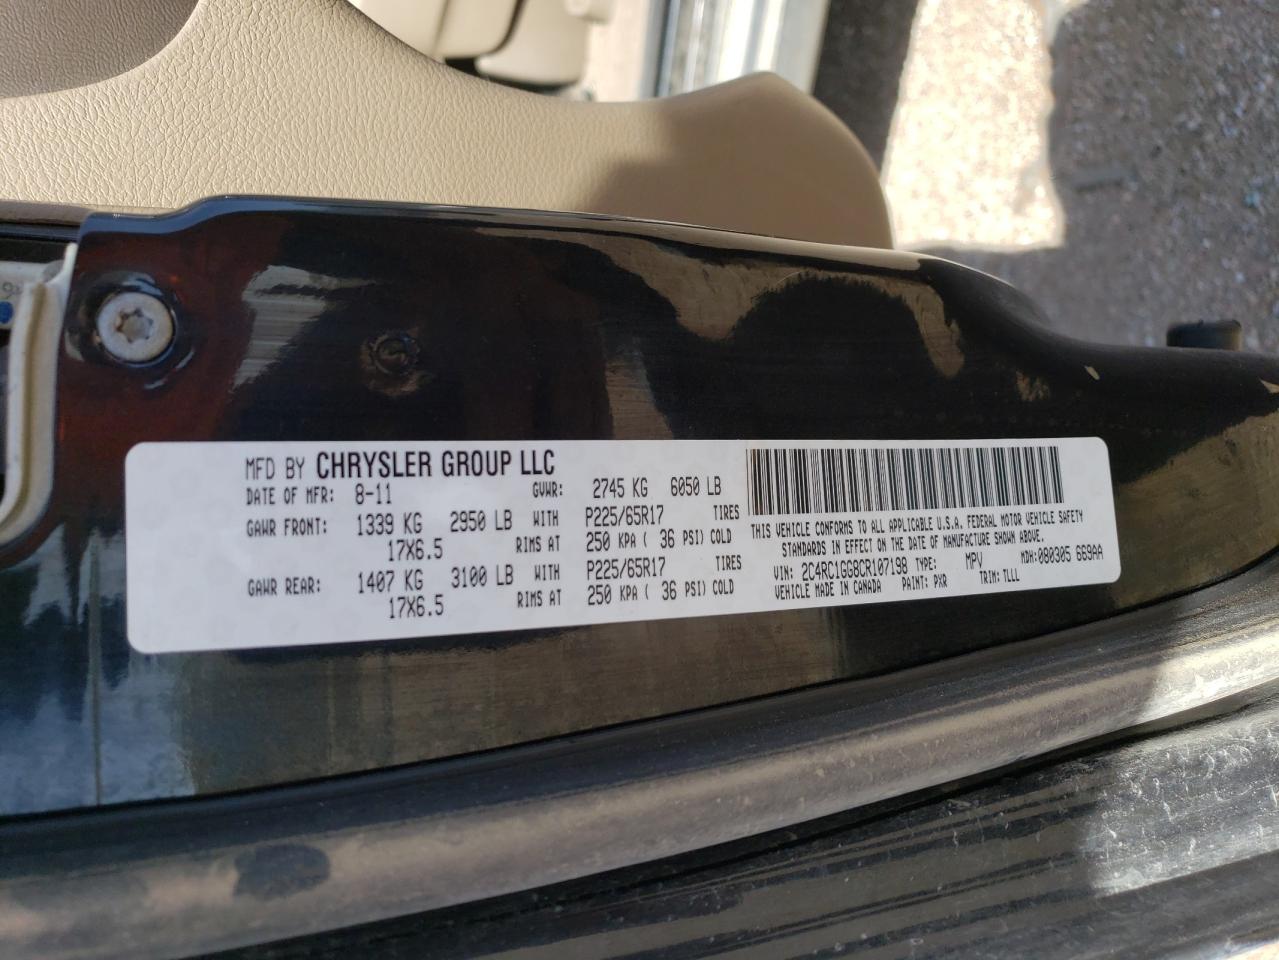 MFD BY CHRYSLER GROUP LLC
DATE OF MFR: 8-11 GVWR: 2745 KG 6050 LB
GAWR FRONT: 1339 KG 2950 LB WITH P225/65R17 TIRES
17X6.5 RIMS AT 250 KPA ( 36 PSI) COLD
GAWR REAR: 1407 KG 3100 LB WITH P225/65R17 TIRES
17X6.5 RIMS AT 250 KPA ( 36 PSI) COLD
THIS VEHICLE CONFORMS TO ALL APPLICABLE U.S.A. FEDERAL MOTOR VEHICLE SAFETY
STANDARDS IN EFFECT ON THE DATE OF MANUFACTURE SHOWN ABOVE.
VIN: 2C4RC1GG8CR107198 TYPE: MPV MDH: 080305 669AA
VEHICLE MADE IN CANADA PAINT: PXR TRIM: TLLL